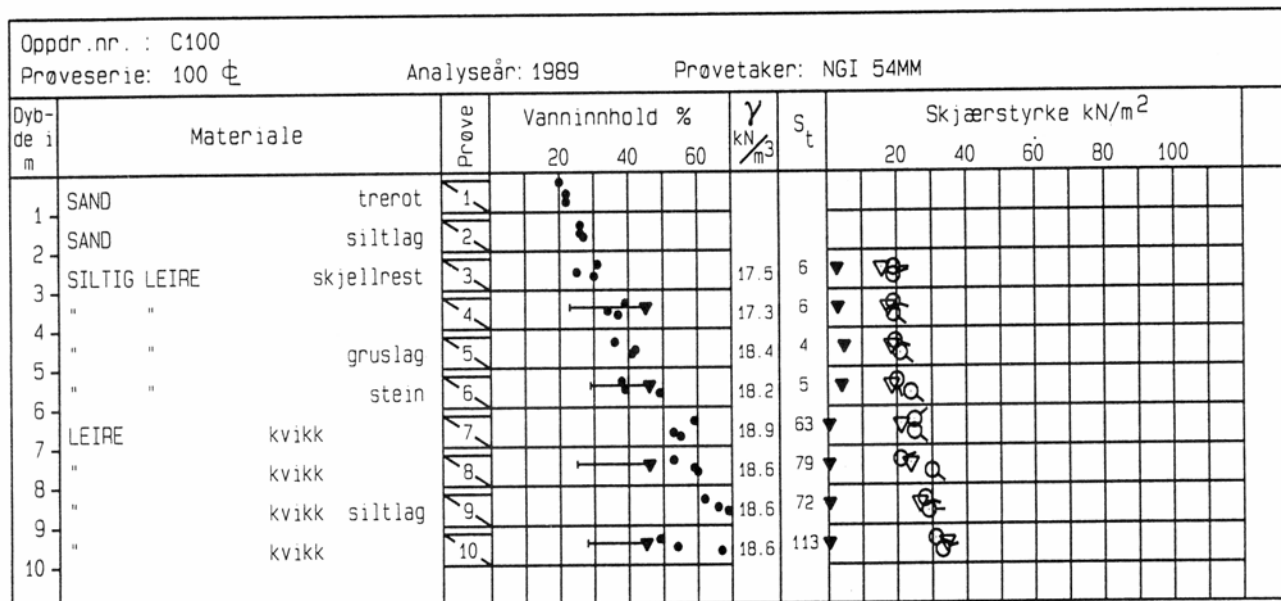 Oppdr.nr. : C100
Prøveserie: 100 ℄ Analyseår: 1989 Prøvetaker: NGI 54MM
Dyb- de i m Materiale Prøve Vanninnhold % γ kN/m³ St Skjærstyrke kN/m²
20 40 60 20 40 60 80 100
SAND trerot 1
1
SAND siltlag 2
2
SILTIG LEIRE skjellrest 3 17.5 6
3
" " 4 17.3 6
4
" " gruslag 5 18.4 4
5
" " stein 6 18.2 5
6
LEIRE kvikk 7 18.9 63
7
" kvikk 8 18.6 79
8
" kvikk siltlag 9 18.6 72
9
" kvikk 10 18.6 113
10